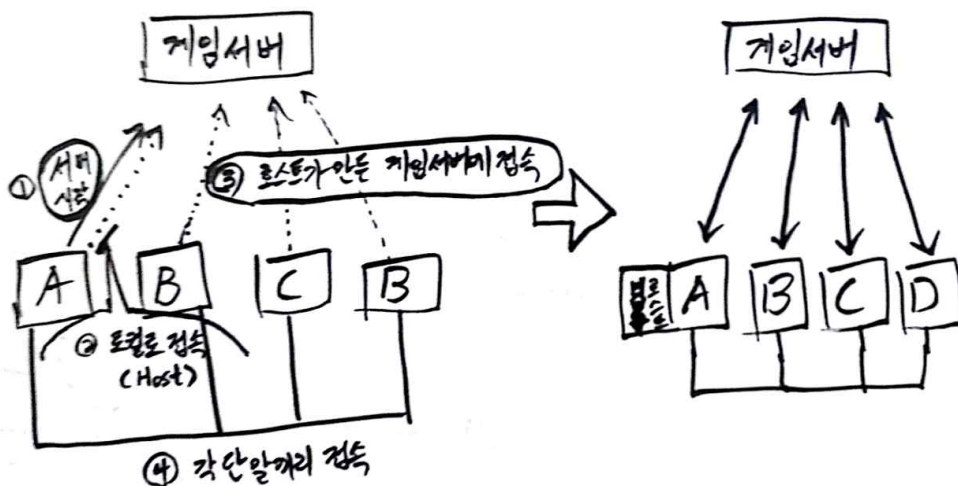 게임서버
① 서버
시작
③ 호스트가 만든 게임서버에 접속
A
B
C
B
② 로컬로 접속
(Host)
④ 각 단말끼리 접속
게임서버
호스트
A
B
C
D